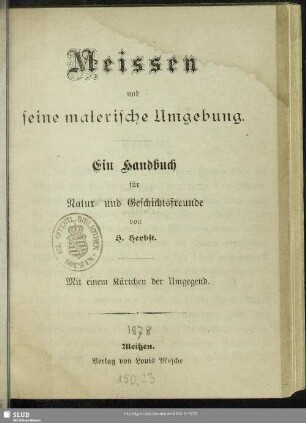 Meissen
und
seine malerische Umgebung.
Ein Handbuch
für
Natur- und Geschichtsfreunde
von
H. Herbst.
Mit einem Kärtchen der Umgegend.
1878
Meißen.
Verlag von Louis Mosche
150,23
SLUB